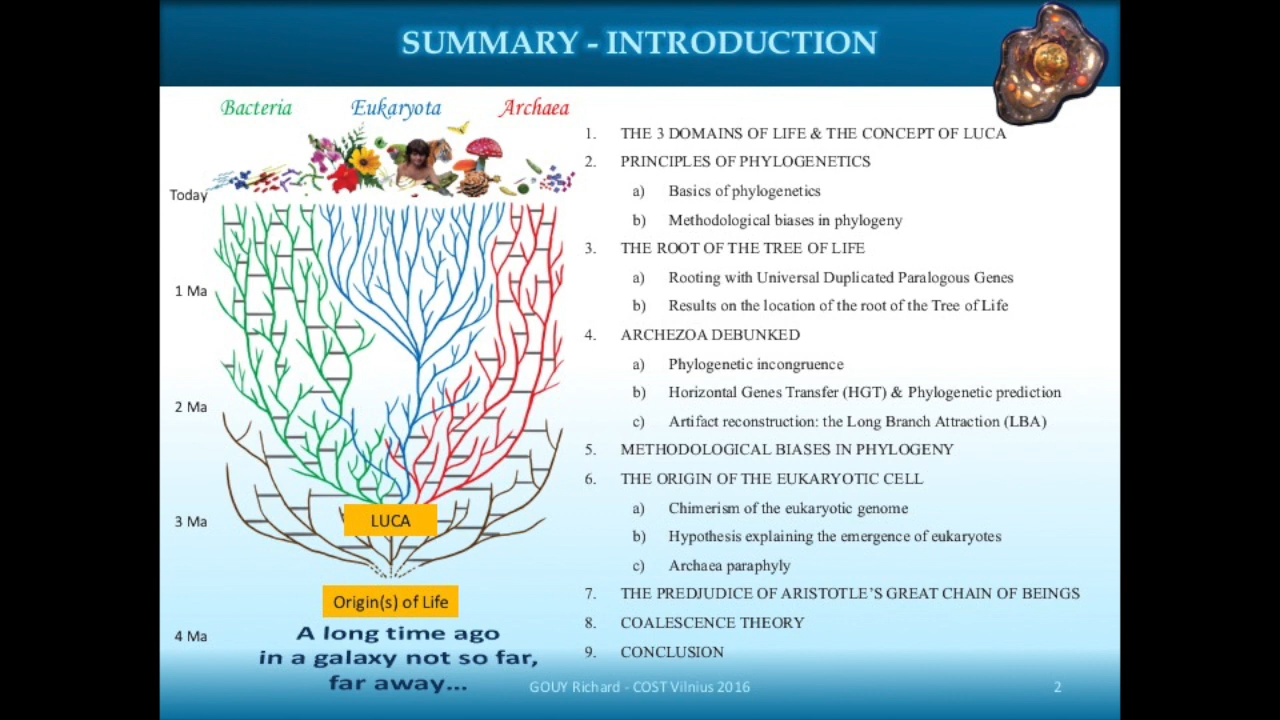 SUMMARY - INTRODUCTION
Bacteria Eukaryota Archaea
Today
1 Ma
2 Ma
3 Ma
4 Ma
LUCA
Origin(s) of Life
A long time ago
in a galaxy not so far,
far away...
1. THE 3 DOMAINS OF LIFE & THE CONCEPT OF LUCA
2. PRINCIPLES OF PHYLOGENETICS
a) Basics of phylogenetics
b) Methodological biases in phylogeny
3. THE ROOT OF THE TREE OF LIFE
a) Rooting with Universal Duplicated Paralogous Genes
b) Results on the location of the root of the Tree of Life
4. ARCHEZOA DEBUNKED
a) Phylogenetic incongruence
b) Horizontal Genes Transfer (HGT) & Phylogenetic prediction
c) Artifact reconstruction: the Long Branch Attraction (LBA)
5. METHODOLOGICAL BIASES IN PHYLOGENY
6. THE ORIGIN OF THE EUKARYOTIC CELL
a) Chimerism of the eukaryotic genome
b) Hypothesis explaining the emergence of eukaryotes
c) Archaea paraphyly
7. THE PREDJUDICE OF ARISTOTLE'S GREAT CHAIN OF BEINGS
8. COALESCENCE THEORY
9. CONCLUSION
GOUY Richard - COST Vilnius 2016
2